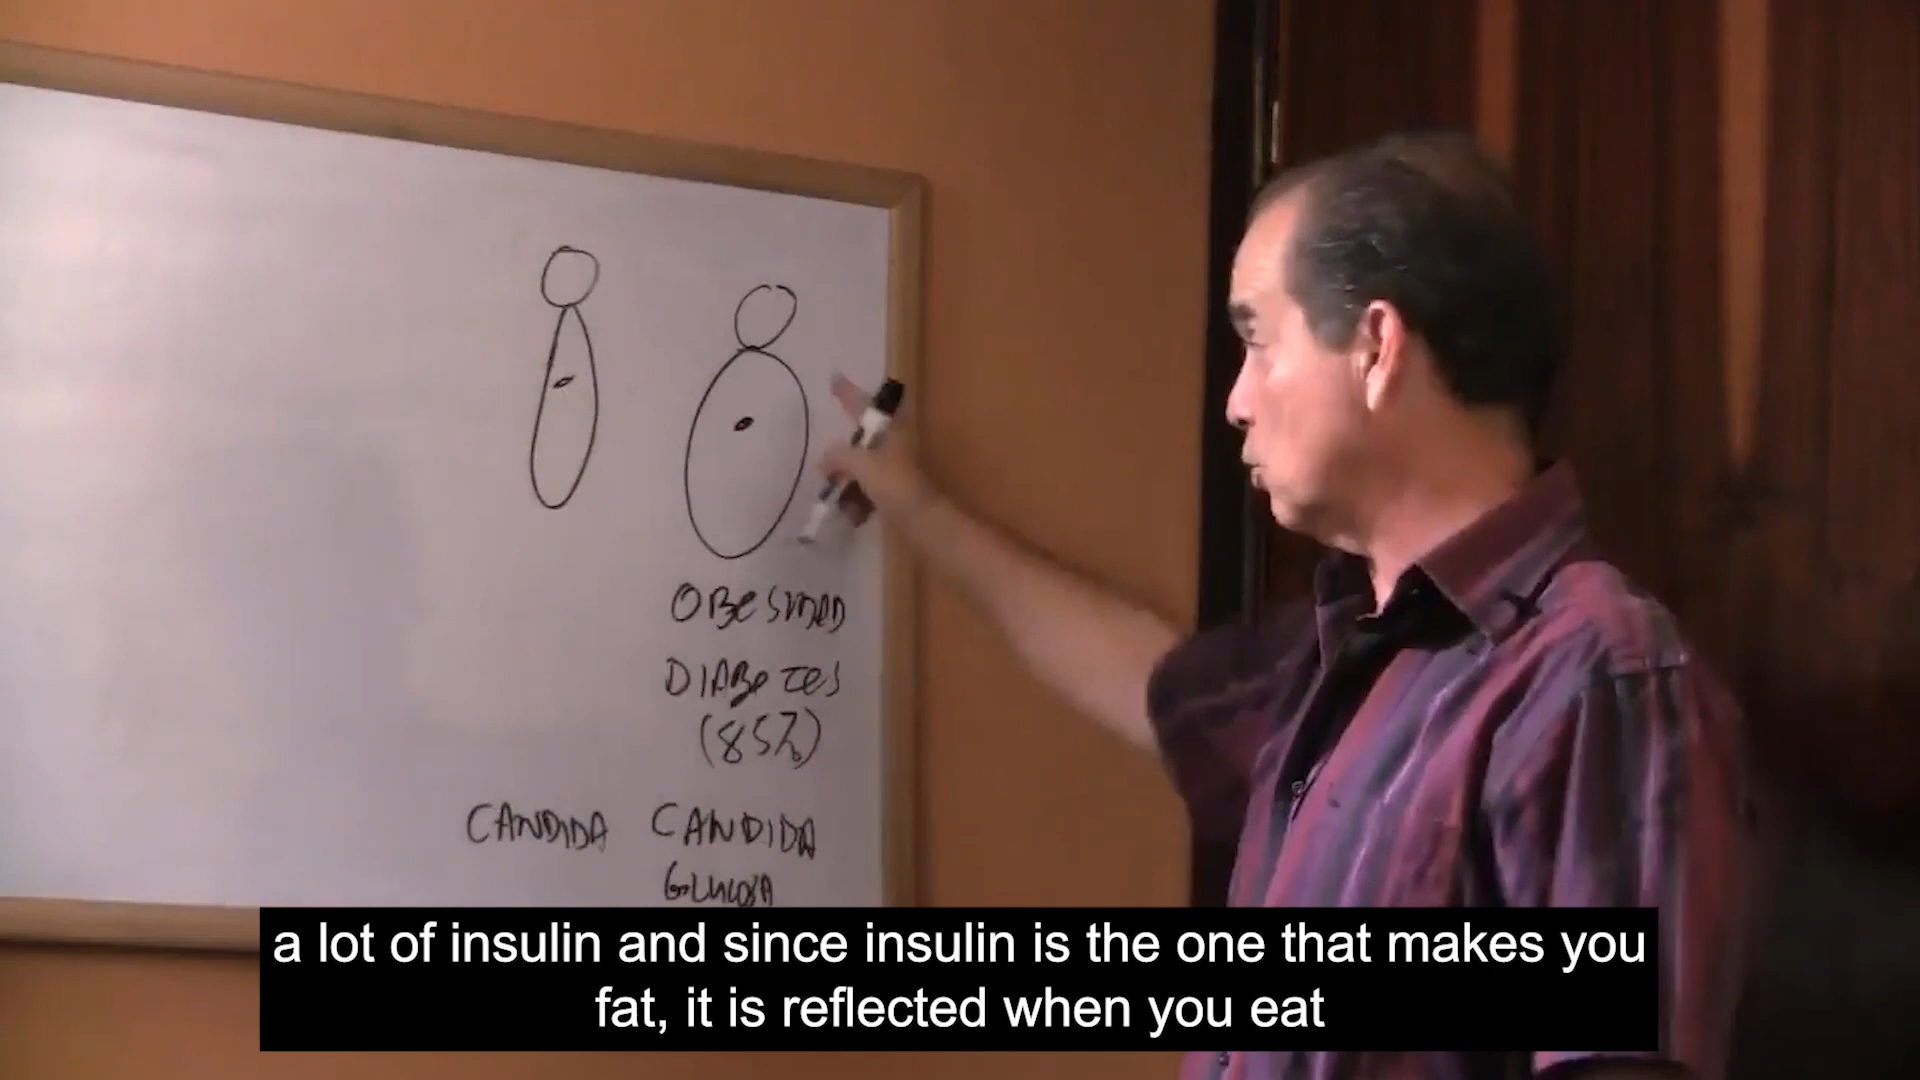 OBESIDAD
DIABETES
(85%)
CANDIDA CANDIDA
GLUCOSA
a lot of insulin and since insulin is the one that makes you
fat, it is reflected when you eat